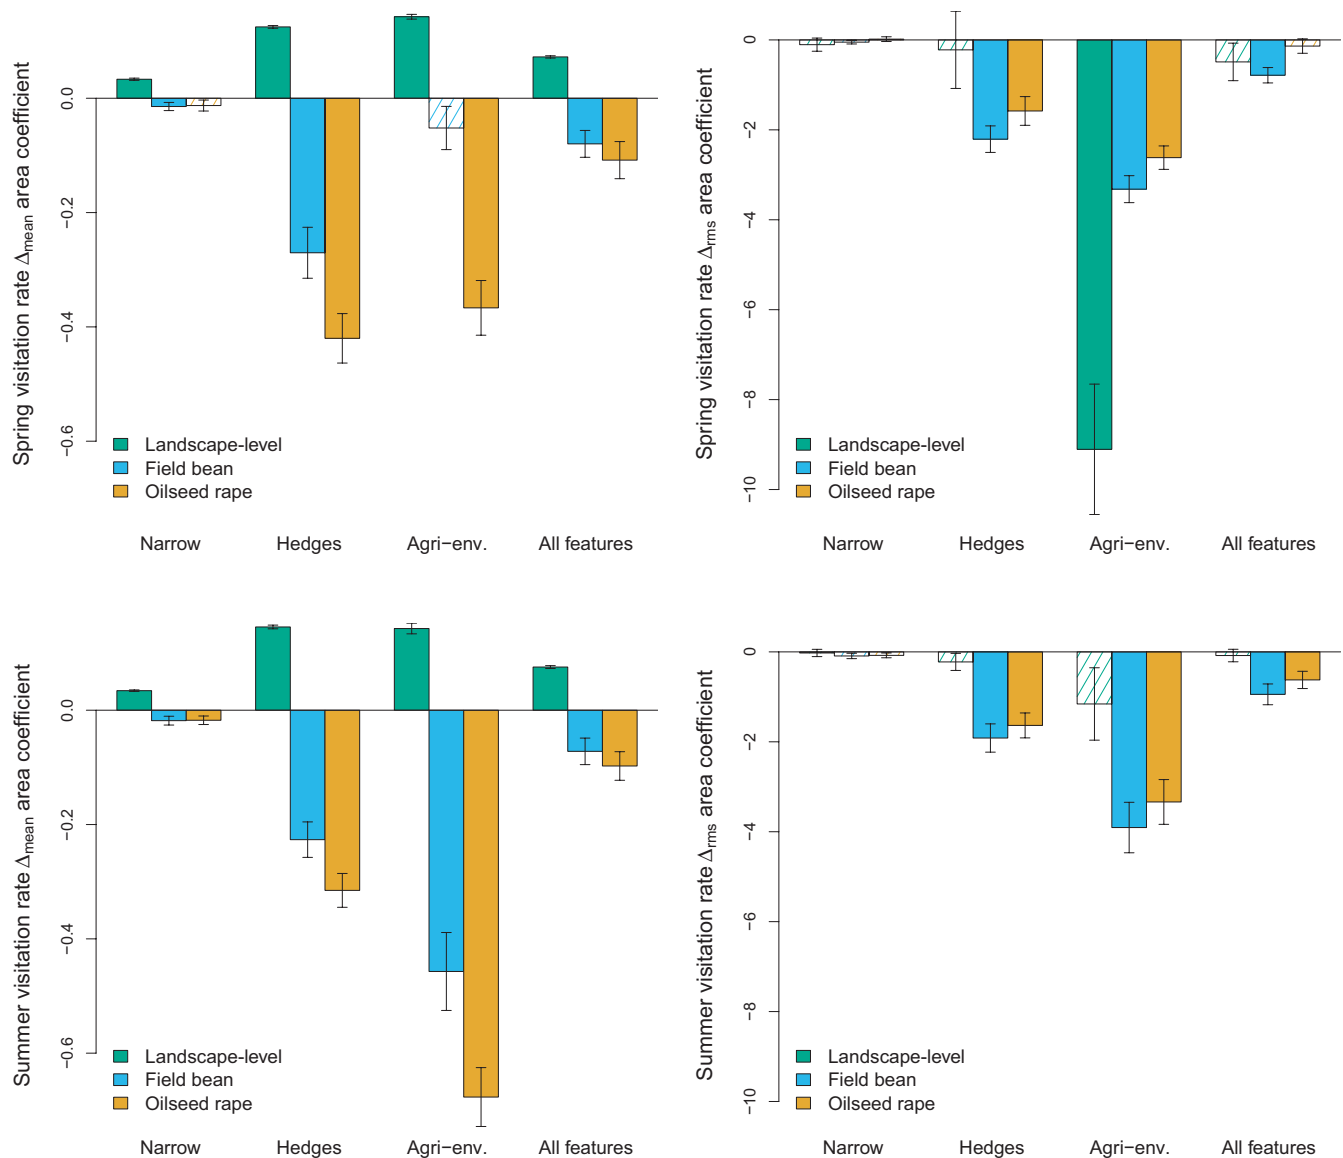 Spring visitation rate Δmean area coefficient
0.0
−0.2
−0.4
−0.6
Landscape-level
Field bean
Oilseed rape
Narrow Hedges Agri−env. All features
Spring visitation rate Δrms area coefficient
0
−2
−4
−6
−8
−10
Landscape-level
Field bean
Oilseed rape
Narrow Hedges Agri−env. All features
Summer visitation rate Δmean area coefficient
0.0
−0.2
−0.4
−0.6
Landscape-level
Field bean
Oilseed rape
Narrow Hedges Agri−env. All features
Summer visitation rate Δrms area coefficient
0
−2
−4
−6
−8
−10
Landscape-level
Field bean
Oilseed rape
Narrow Hedges Agri−env. All features